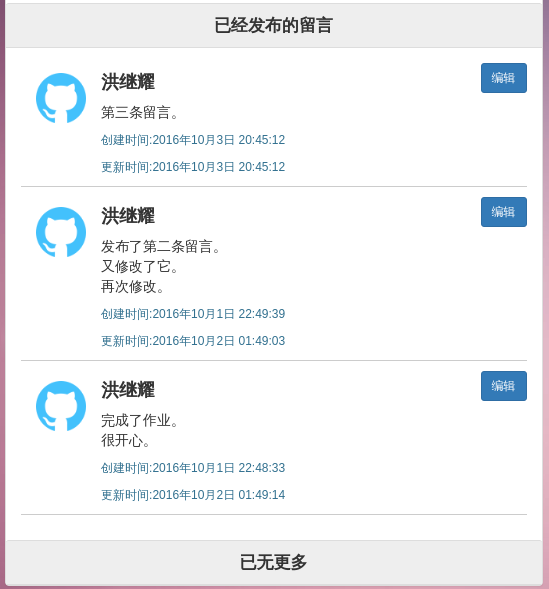 已经发布的留言
洪继耀
编辑
第三条留言。
创建时间:2016年10月3日 20:45:12
更新时间:2016年10月3日 20:45:12
洪继耀
编辑
发布了第二条留言。
又修改了它。
再次修改。
创建时间:2016年10月1日 22:49:39
更新时间:2016年10月2日 01:49:03
洪继耀
编辑
完成了作业。
很开心。
创建时间:2016年10月1日 22:48:33
更新时间:2016年10月2日 01:49:14
已无更多